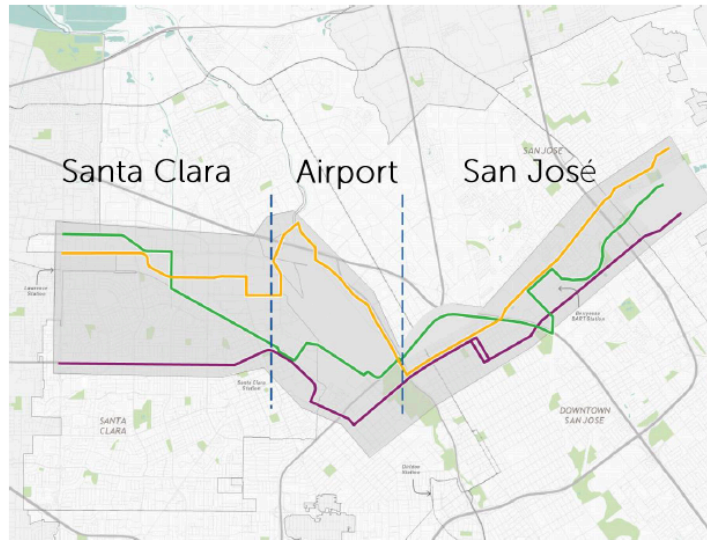 SAN JOSE
Santa Clara
Airport
San José
Lawrence
Station
Berryessa
BART Station
Santa Clara
Station
SANTA
CLARA
DOWNTOWN
SAN JOSE
Diridon
Station